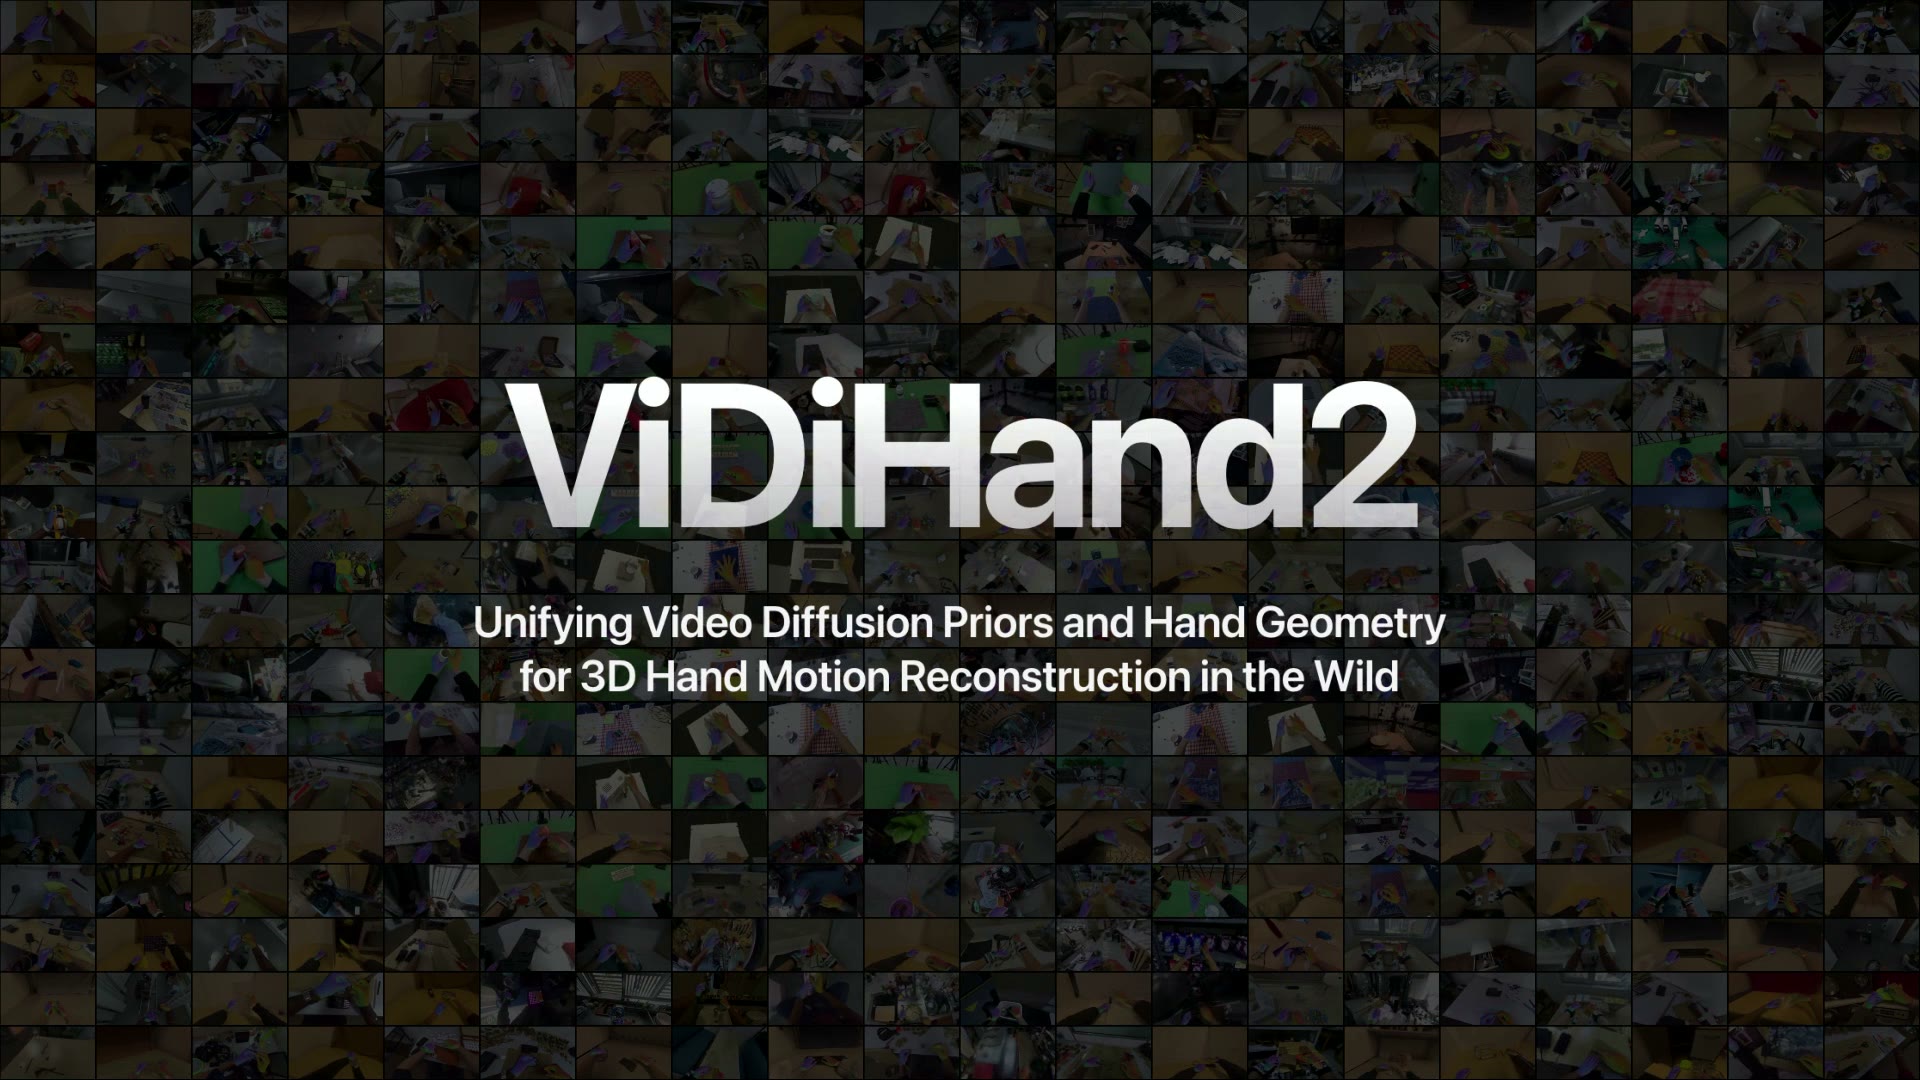 ViDiHand2
Unifying Video Diffusion Priors and Hand Geometry
for 3D Hand Motion Reconstruction in the Wild